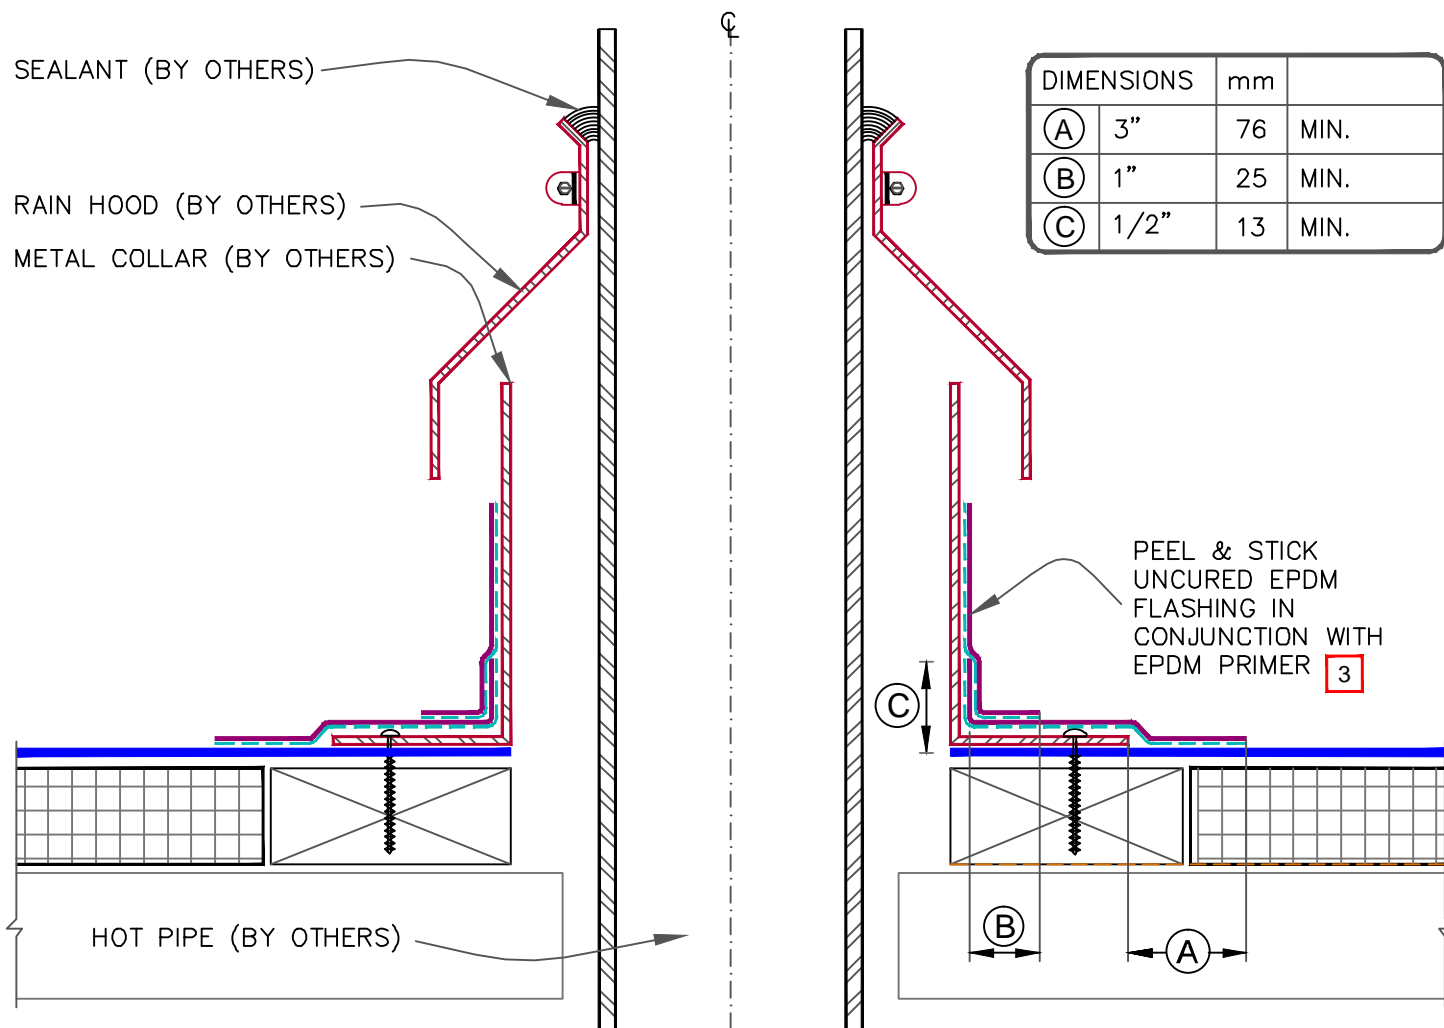 ℄
SEALANT (BY OTHERS)
RAIN HOOD (BY OTHERS)
METAL COLLAR (BY OTHERS)
DIMENSIONS mm
A 3” 76 MIN.
B 1” 25 MIN.
C 1/2” 13 MIN.
PEEL & STICK
UNCURED EPDM
FLASHING IN
CONJUNCTION WITH
EPDM PRIMER 3
C
B
A
HOT PIPE (BY OTHERS)